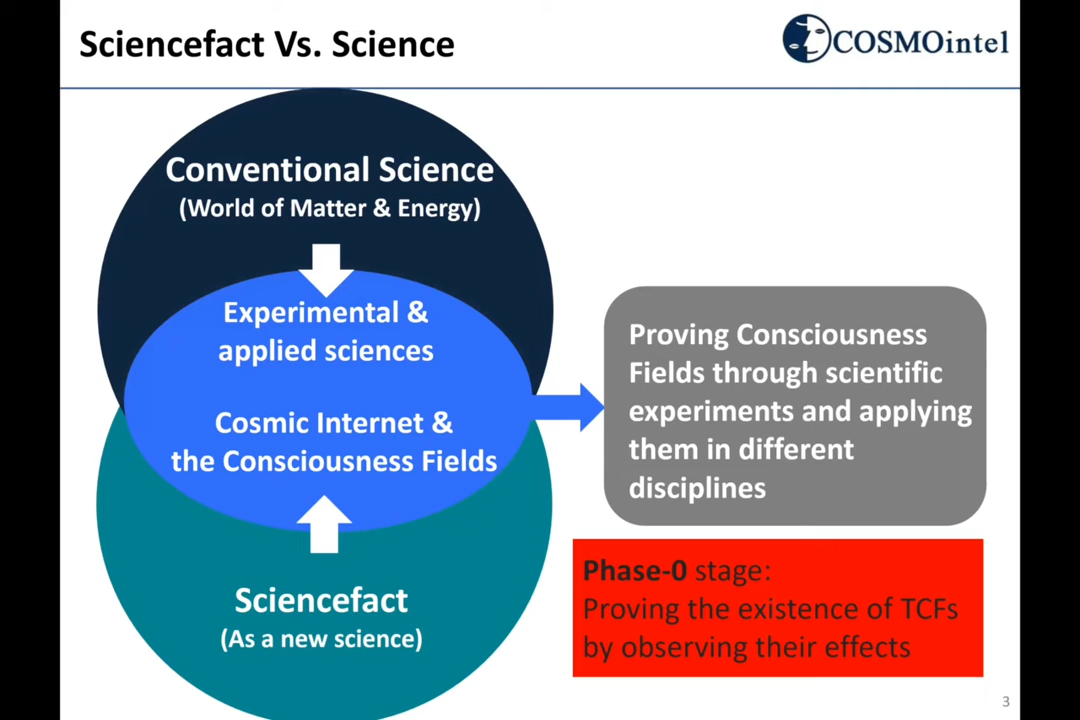 Sciencefact Vs. Science
COSMOintel
Conventional Science
(World of Matter & Energy)
Experimental &
applied sciences
Cosmic Internet &
the Consciousness Fields
Sciencefact
(As a new science)
Proving Consciousness
Fields through scientific
experiments and applying
them in different
disciplines
Phase-0 stage:
Proving the existence of TCFs
by observing their effects
3